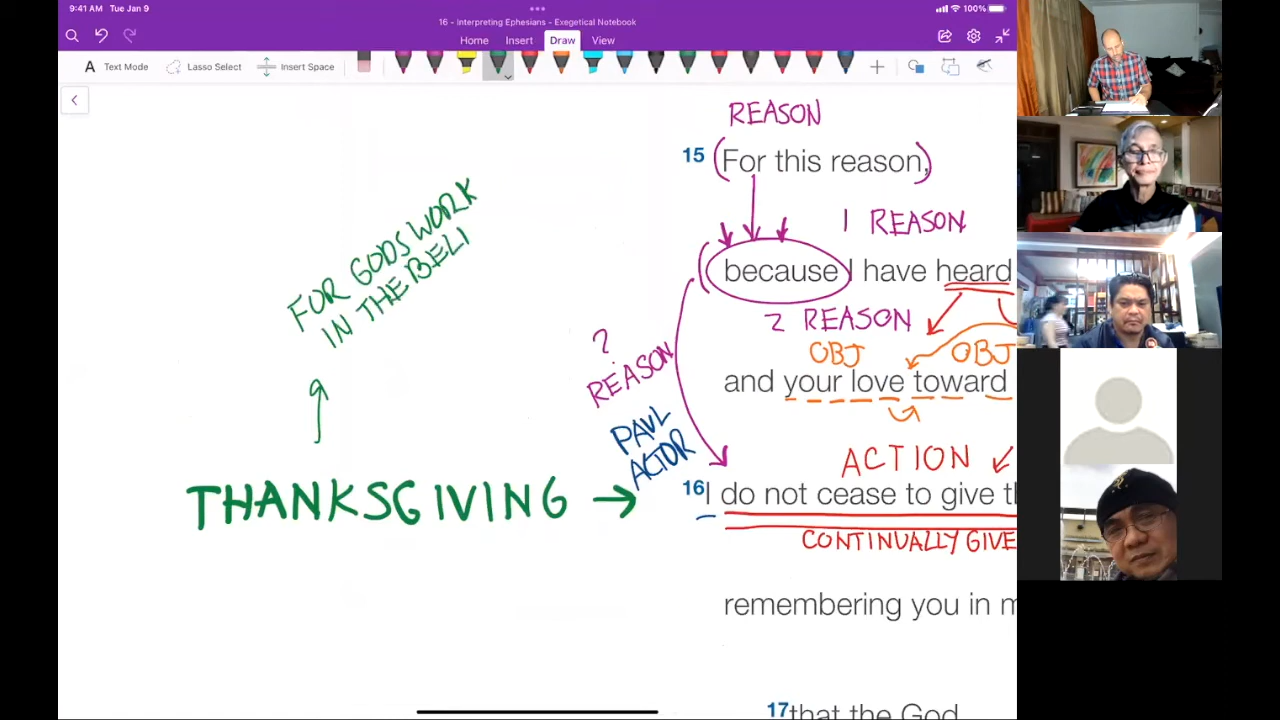 9:41 AM Tue Jan 9
100%
16 - Interpreting Ephesians - Exegetical Notebook
Home Insert Draw View
Text Mode Lasso Select Insert Space
REASON
15 (For this reason,)
1 REASON
(because I have heard
2 REASON
OBJ OBJ
and your love toward
FOR GODS WORK
IN THE BELI
?
REASON
PAUL
ACTOR
ACTION
THANKSGIVING →
16 I do not cease to give th
CONTINUALLY GIVE
remembering you in m
17 that the God